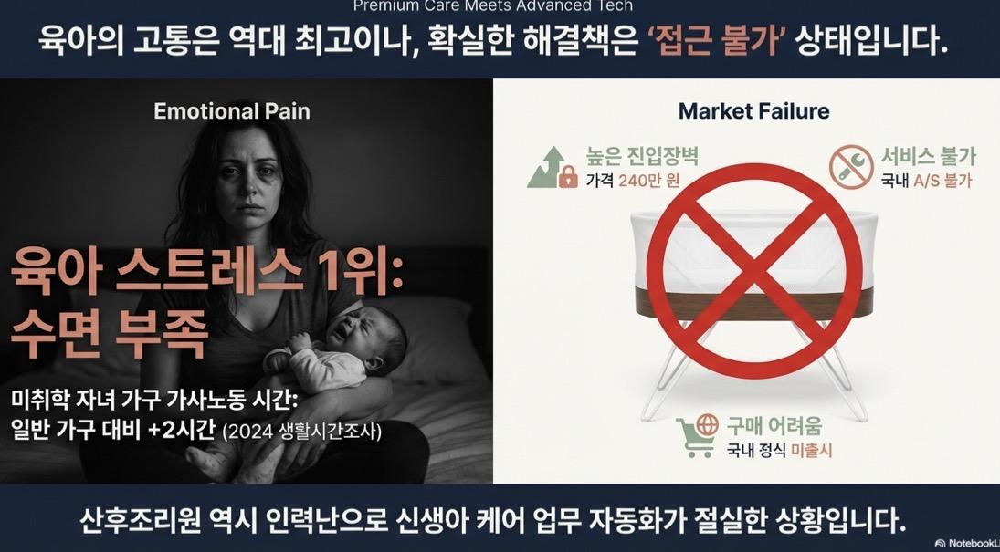 Premium Care Meets Advanced Tech
육아의 고통은 역대 최고이나, 확실한 해결책은 ‘접근 불가’ 상태입니다.
Emotional Pain
육아 스트레스 1위:
수면 부족
미취학 자녀 가구 가사노동 시간:
일반 가구 대비 +2시간 (2024 생활시간조사)
Market Failure
높은 진입장벽
가격 240만 원
서비스 불가
국내 A/S 불가
구매 어려움
국내 정식 미출시
산후조리원 역시 인력난으로 신생아 케어 업무 자동화가 절실한 상황입니다.
NotebookL